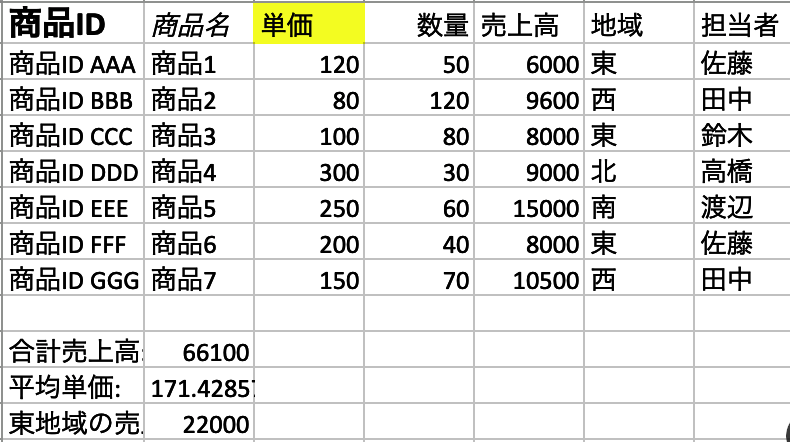 商品ID 商品名 単価 数量 売上高 地域 担当者
商品ID AAA 商品1 120 50 6000 東 佐藤
商品ID BBB 商品2 80 120 9600 西 田中
商品ID CCC 商品3 100 80 8000 東 鈴木
商品ID DDD 商品4 300 30 9000 北 高橋
商品ID EEE 商品5 250 60 15000 南 渡辺
商品ID FFF 商品6 200 40 8000 東 佐藤
商品ID GGG 商品7 150 70 10500 西 田中
合計売上高: 66100
平均単価: 171.42857
東地域の売 22000